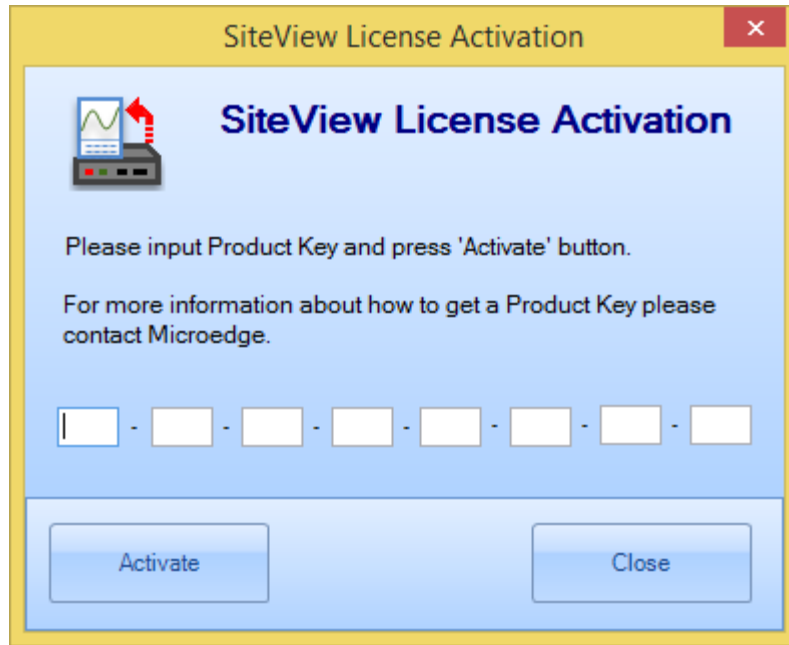 SiteView License Activation
SiteView License Activation
Please input Product Key and press 'Activate' button.
For more information about how to get a Product Key please
contact Microedge.
- - - - - - -
Activate
Close